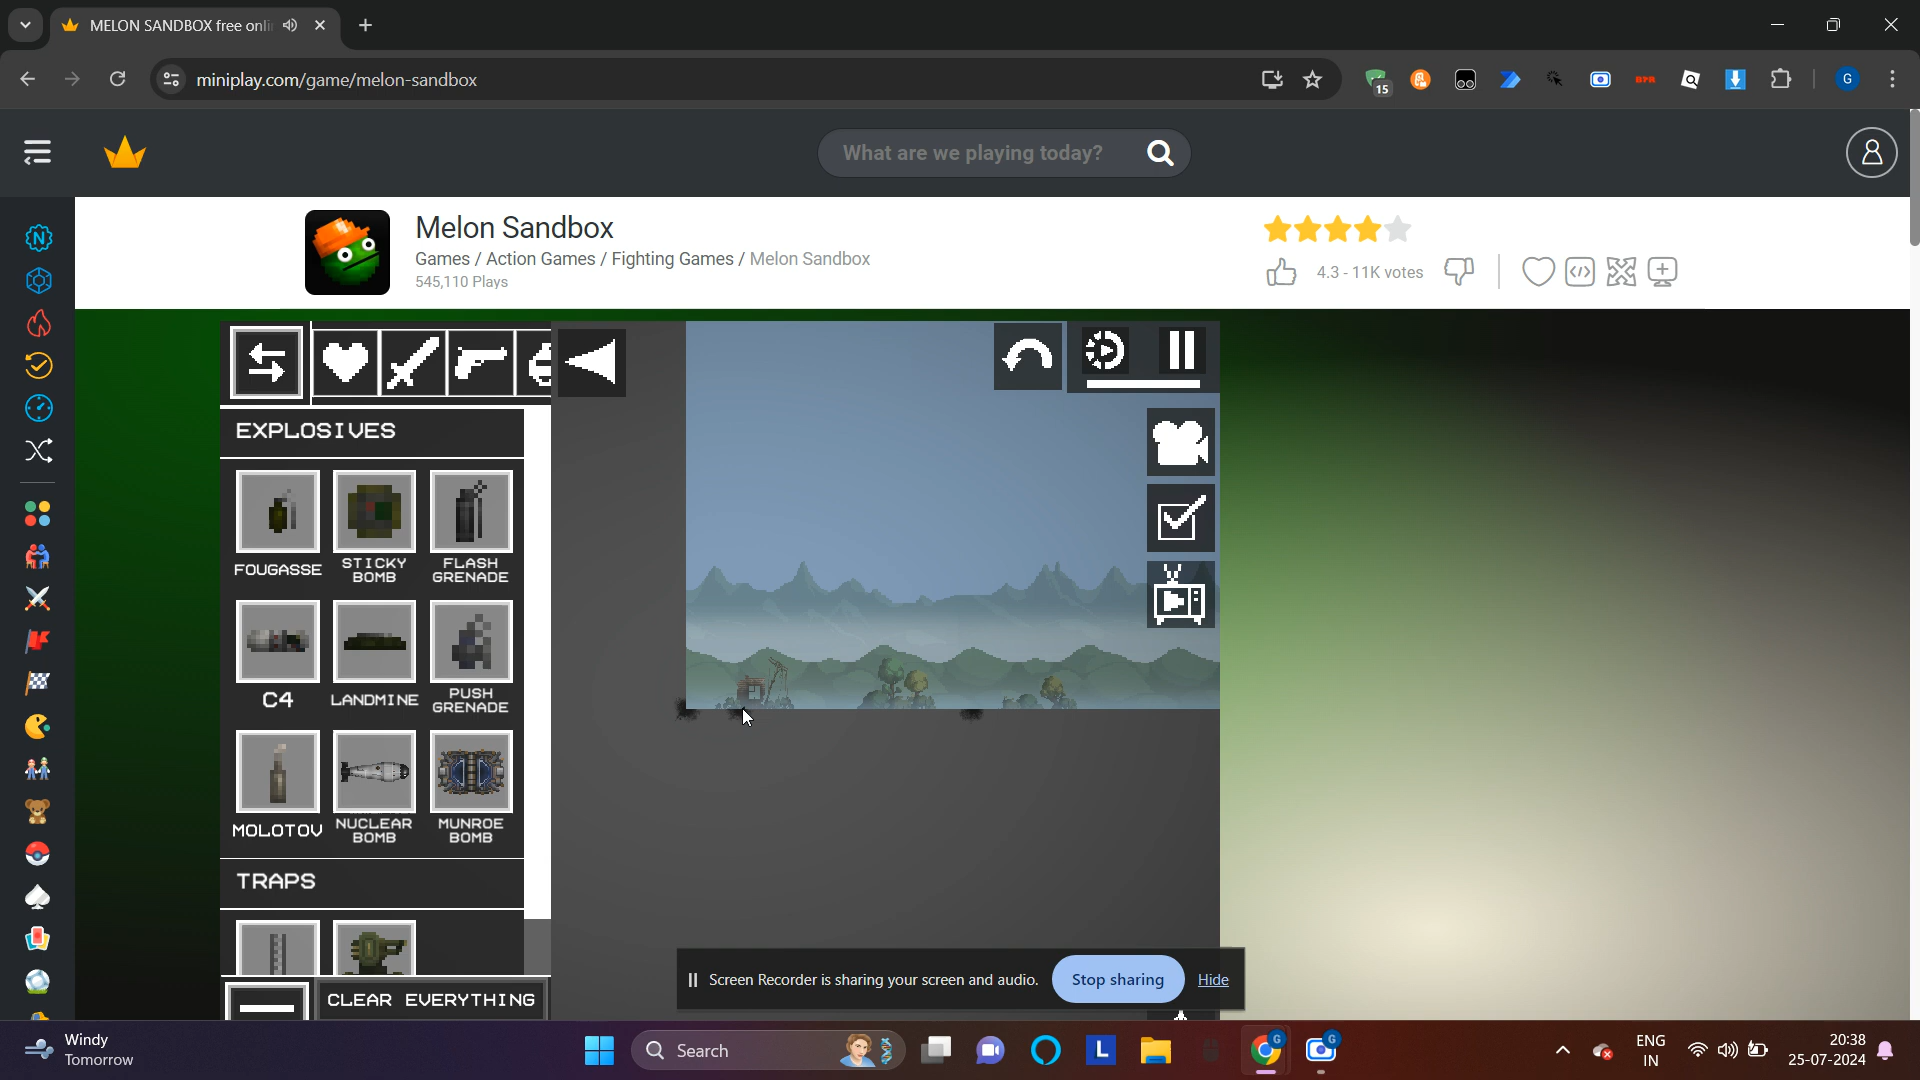 MELON SANDBOX free onli
miniplay.com/game/melon-sandbox
15
G
What are we playing today?
Melon Sandbox
Games / Action Games / Fighting Games / Melon Sandbox
545,110 Plays
4.3 - 11K votes
N
EXPLOSIVES
FOUGASSE
STICKY BOMB
FLASH GRENADE
C4
LANDMINE
PUSH GRENADE
MOLOTOV
NUCLEAR BOMB
MUNROE BOMB
TRAPS
CLEAR EVERYTHING
Screen Recorder is sharing your screen and audio.
Stop sharing
Hide
Windy
Tomorrow
Search
L
G
G
ENG
IN
20:38
25-07-2024